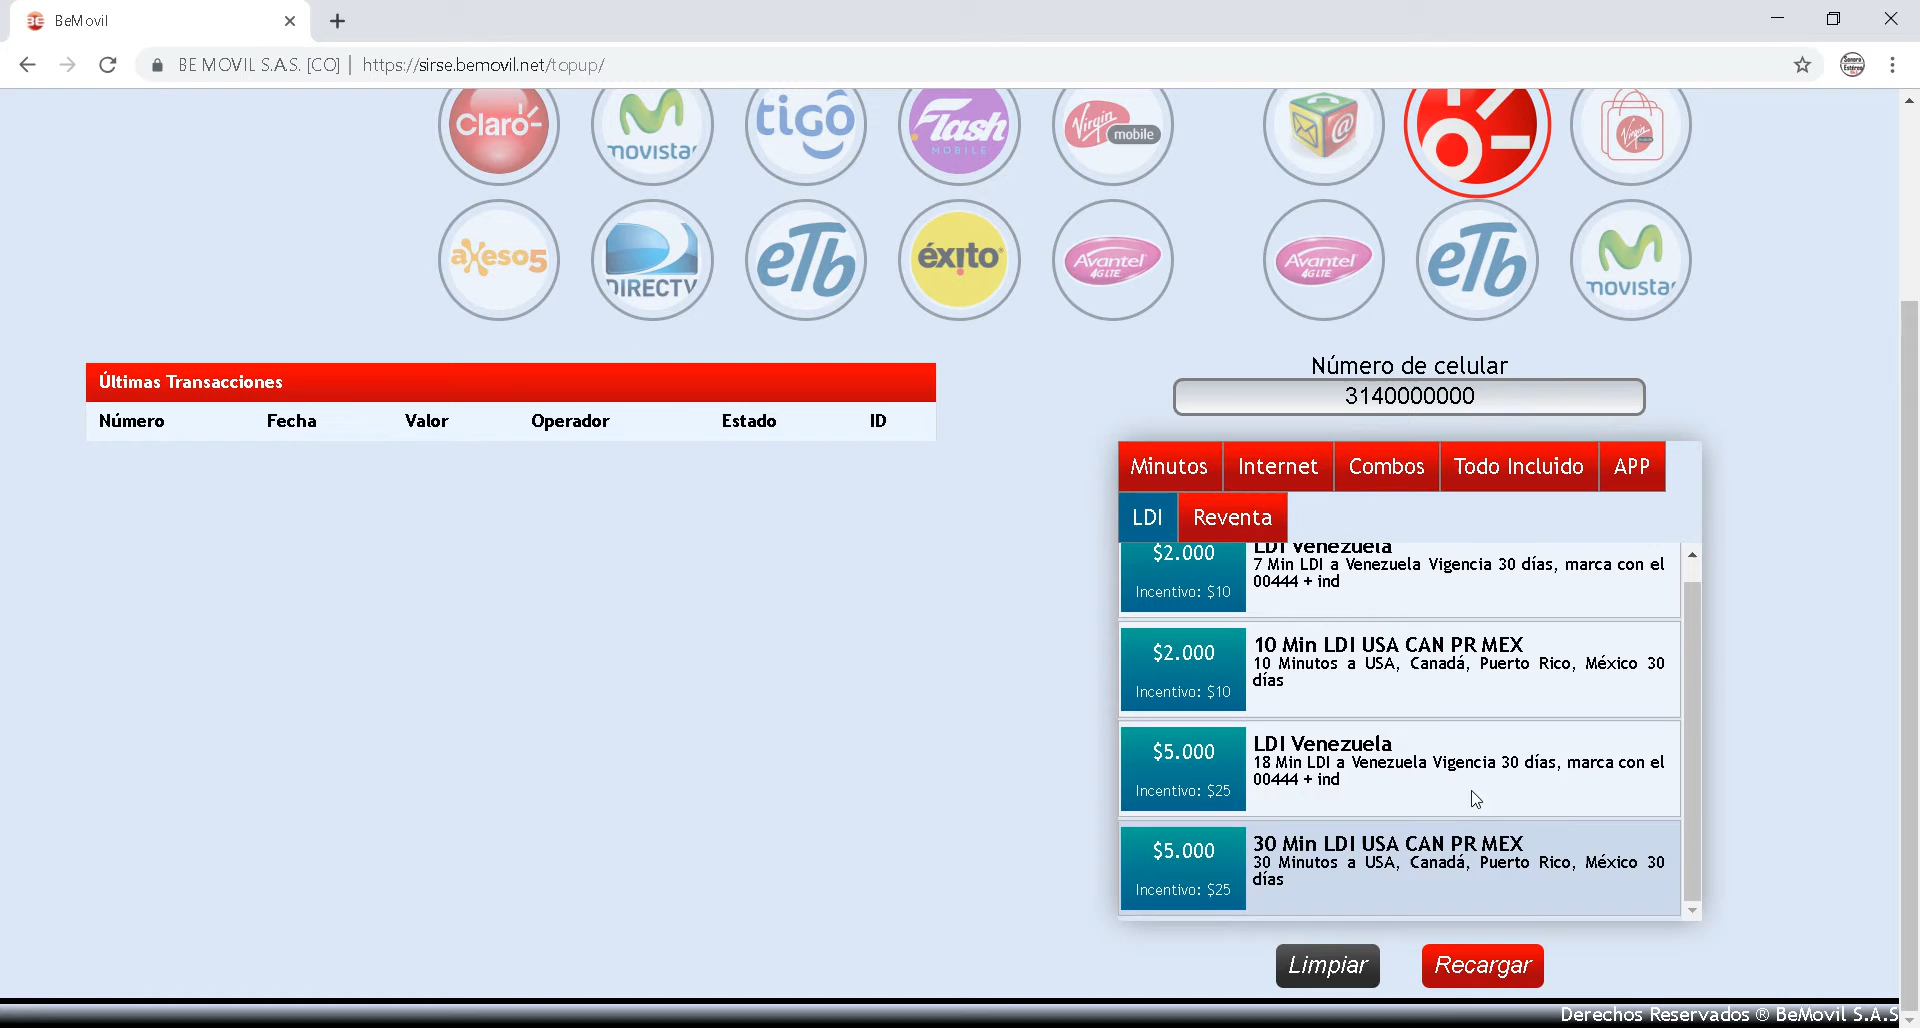 BeMovil
BE MOVIL S.A.S. [CO] | https://sirse.bemovil.net/topup/
Claro
movistar
tigo
Flash
MOBILE
Virgin
mobile
@
Virgin
axeso5
DIRECTV
eTb
éxito
Avantel
4G LTE
Avantel
4G LTE
eTb
movistar
Últimas Transacciones
Número Fecha Valor Operador Estado ID
Número de celular
3140000000
Minutos Internet Combos Todo Incluido APP
LDI Reventa
$2.000
Incentivo: $10
LDI Venezuela
7 Min LDI a Venezuela Vigencia 30 días, marca con el
00444 + ind
$2.000
Incentivo: $10
10 Min LDI USA CAN PR MEX
10 Minutos a USA, Canadá, Puerto Rico, México 30
días
$5.000
Incentivo: $25
LDI Venezuela
18 Min LDI a Venezuela Vigencia 30 días, marca con el
00444 + ind
$5.000
Incentivo: $25
30 Min LDI USA CAN PR MEX
30 Minutos a USA, Canadá, Puerto Rico, México 30
días
Limpiar Recargar
Derechos Reservados ® BeMovil S.A.S